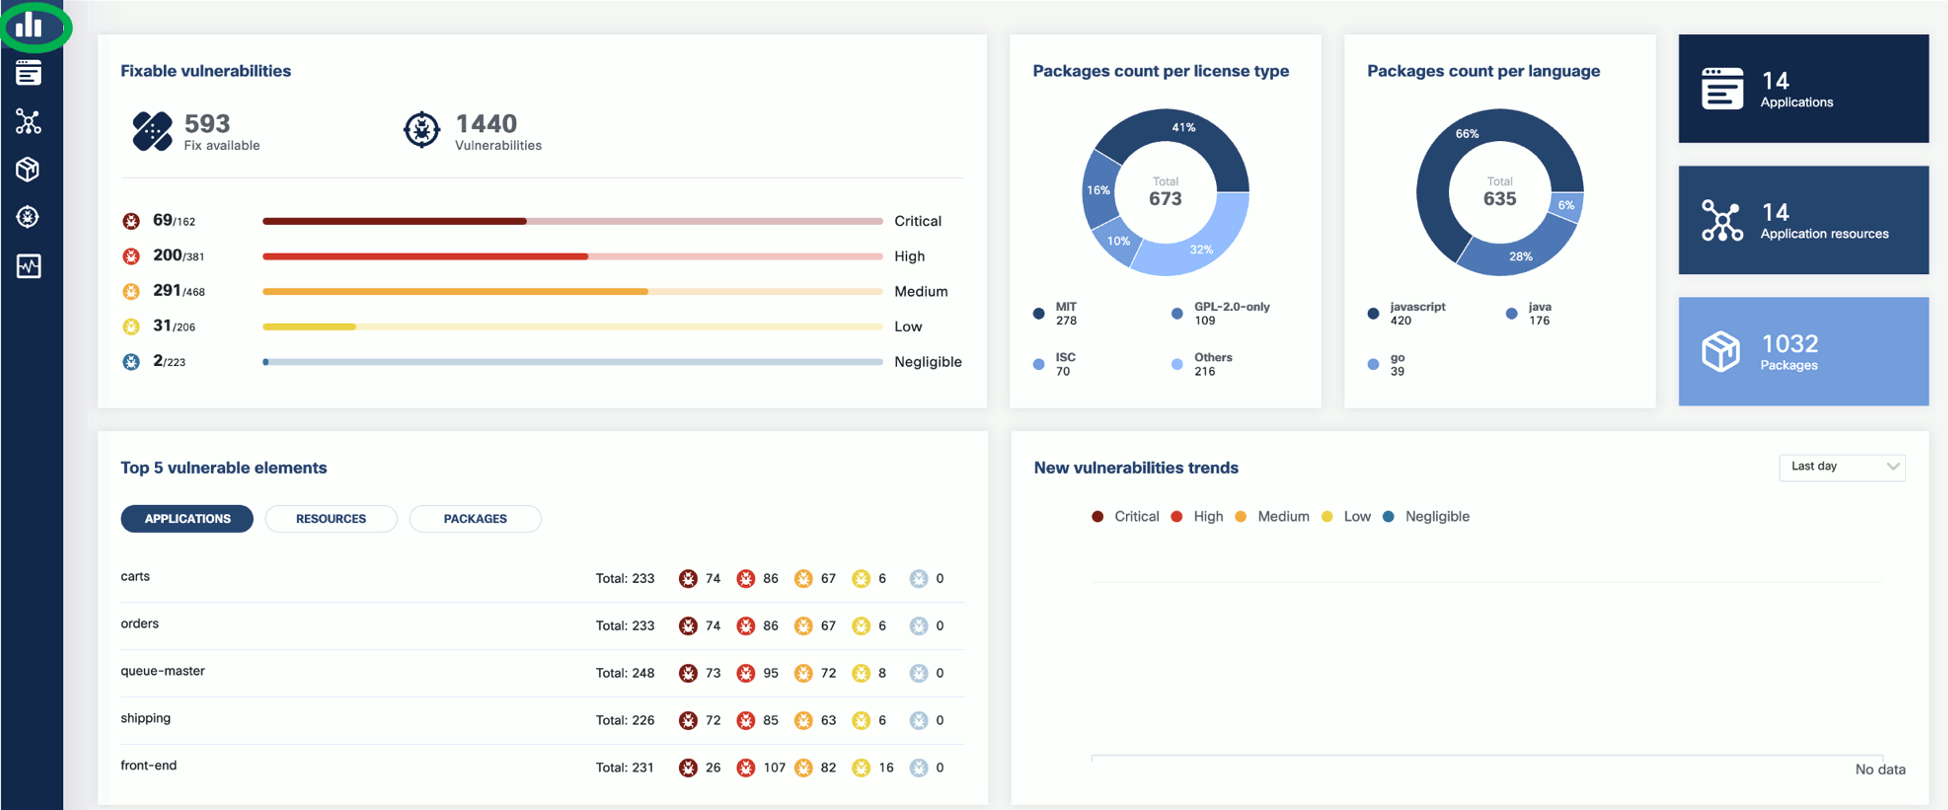 Fixable vulnerabilities
593
Fix available
1440
Vulnerabilities
69/162 Critical
200/381 High
291/468 Medium
31/206 Low
2/223 Negligible
Packages count per license type
41%
16%
10%
32%
Total
673
MIT
278
GPL-2.0-only
109
ISC
70
Others
216
Packages count per language
66%
6%
28%
Total
635
javascript
420
java
176
go
39
14
Applications
14
Application resources
1032
Packages
Top 5 vulnerable elements
APPLICATIONS RESOURCES PACKAGES
carts Total: 233 74 86 67 6 0
orders Total: 233 74 86 67 6 0
queue-master Total: 248 73 95 72 8 0
shipping Total: 226 72 85 63 6 0
front-end Total: 231 26 107 82 16 0
New vulnerabilities trends
Last day
Critical High Medium Low Negligible
No data